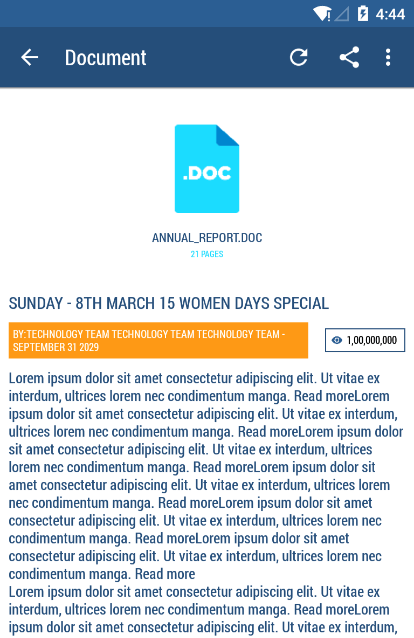 4:44
Document
.DOC
ANNUAL_REPORT.DOC
21 PAGES
SUNDAY - 8TH MARCH 15 WOMEN DAYS SPECIAL
BY:TECHNOLOGY TEAM TECHNOLOGY TEAM TECHNOLOGY TEAM -
SEPTEMBER 31 2029
1,00,000,000
Lorem ipsum dolor sit amet consectetur adipiscing elit. Ut vitae ex
interdum, ultrices lorem nec condimentum manga. Read moreLorem ipsum
dolor sit amet consectetur adipiscing elit. Ut vitae ex interdum,
ultrices lorem nec condimentum manga. Read moreLorem ipsum dolor
sit amet consectetur adipiscing elit. Ut vitae ex interdum, ultrices
lorem nec condimentum manga. Read moreLorem ipsum dolor sit
amet consectetur adipiscing elit. Ut vitae ex interdum, ultrices lorem
nec condimentum manga. Read moreLorem ipsum dolor sit amet
consectetur adipiscing elit. Ut vitae ex interdum, ultrices lorem nec
condimentum manga. Read moreLorem ipsum dolor sit amet
consectetur adipiscing elit. Ut vitae ex interdum, ultrices lorem nec
condimentum manga. Read more
Lorem ipsum dolor sit amet consectetur adipiscing elit. Ut vitae ex
interdum, ultrices lorem nec condimentum manga. Read moreLorem
ipsum dolor sit amet consectetur adipiscing elit. Ut vitae ex interdum,